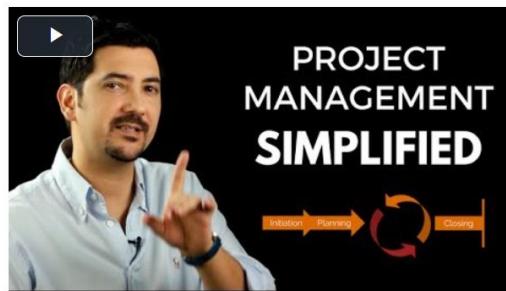 PROJECT
MANAGEMENT
SIMPLIFIED
Initiation Planning Closing